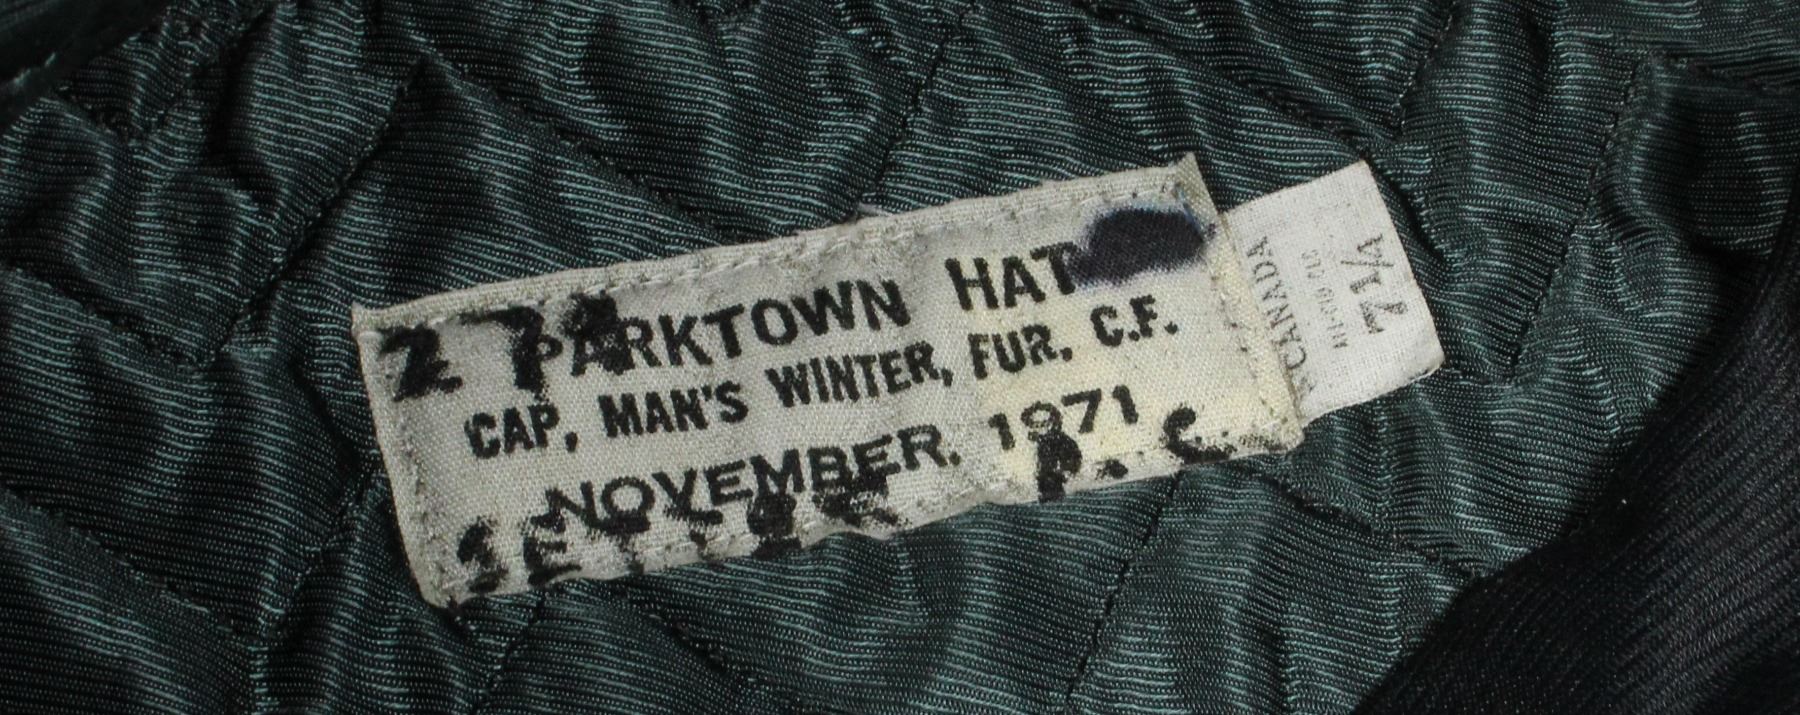 PARKTOWN HAT
CAP, MAN'S WINTER, FUR. C.F.
NOVEMBER. 1971
P. C.
CANADA
7 1/4